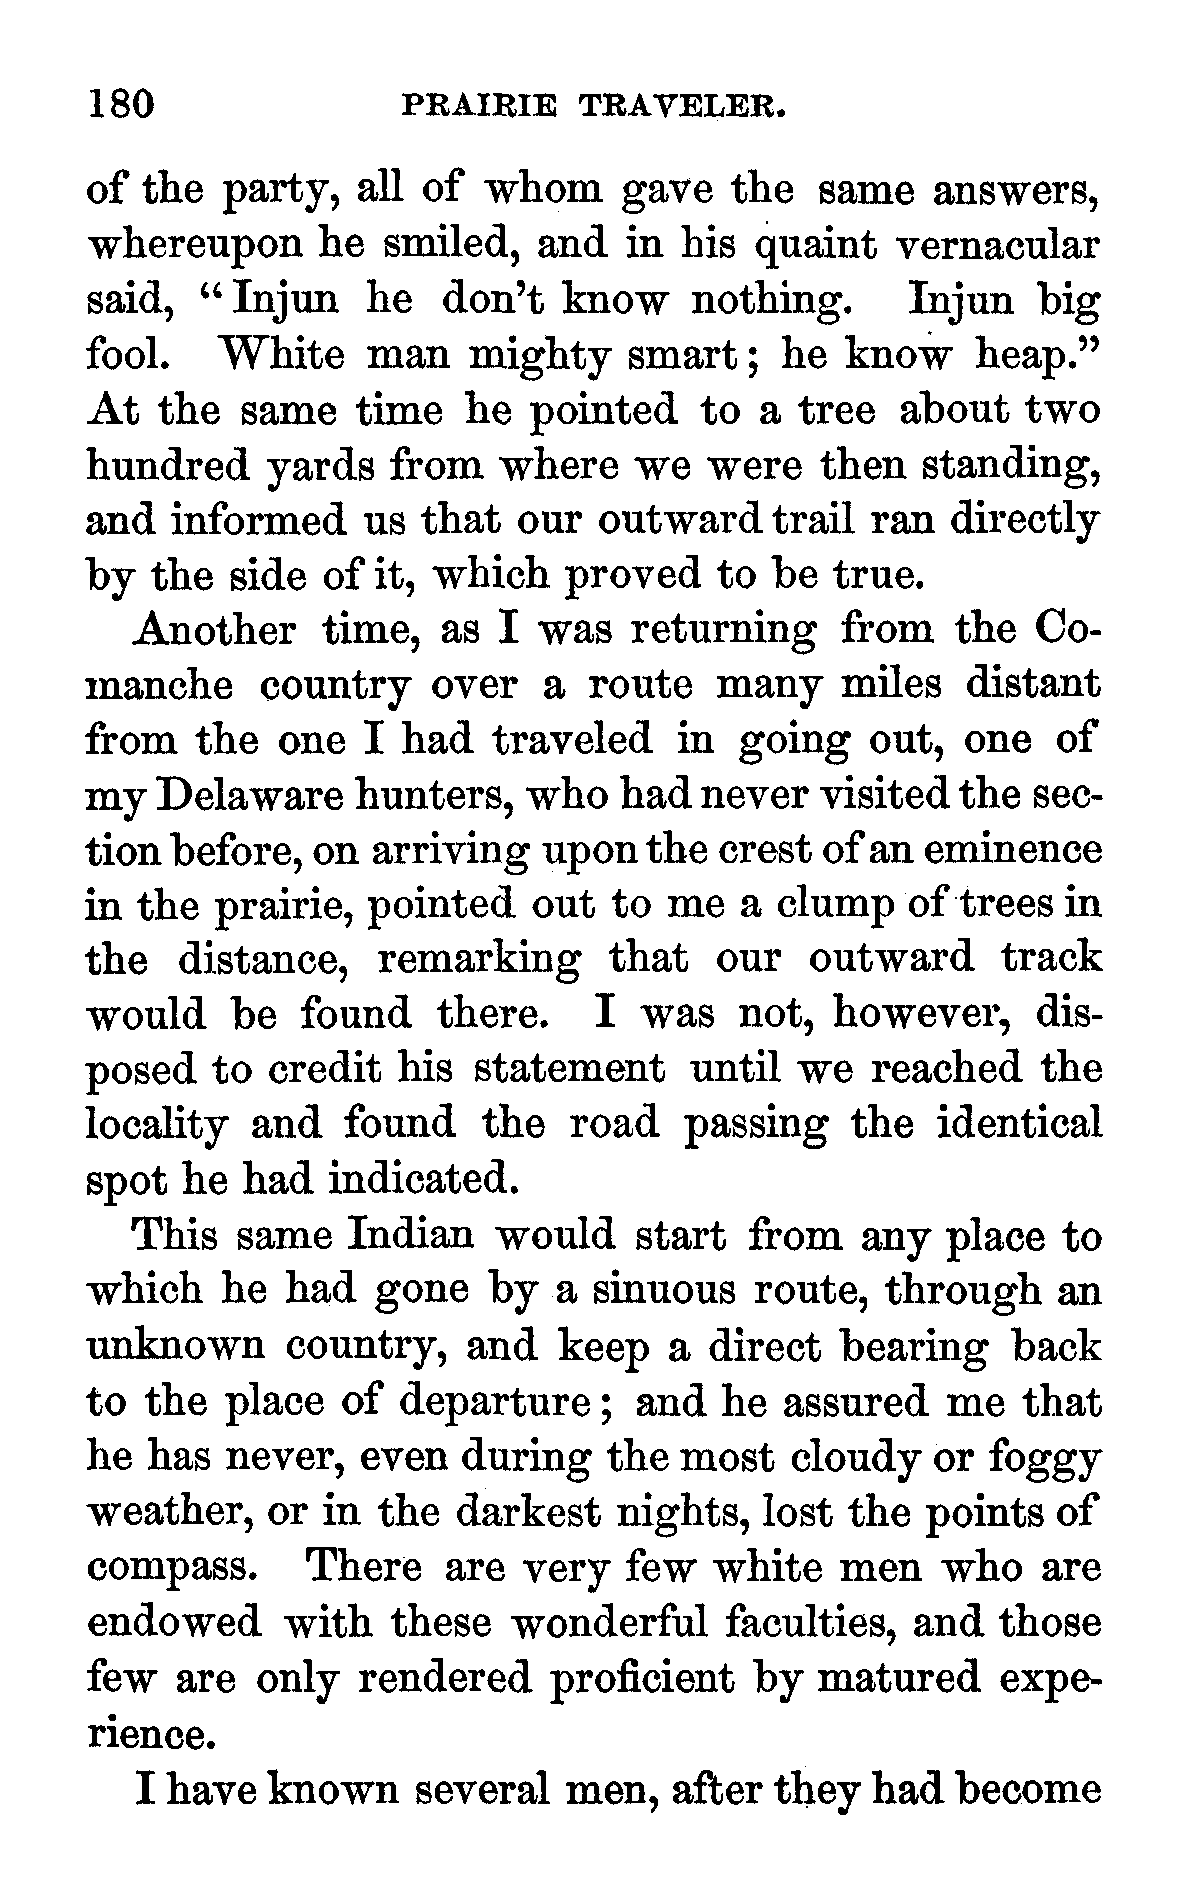 180 PRAIRIE TRAVELER.
of the party, all of whom gave the same answers,
whereupon he smiled, and in his quaint vernacular
said, “Injun he don’t know nothing. Injun big
fool. White man mighty smart; he know heap.”
At the same time he pointed to a tree about two
hundred yards from where we were then standing,
and informed us that our outward trail ran directly
by the side of it, which proved to be true.
Another time, as I was returning from the Co-
manche country over a route many miles distant
from the one I had traveled in going out, one of
my Delaware hunters, who had never visited the sec-
tion before, on arriving upon the crest of an eminence
in the prairie, pointed out to me a clump of trees in
the distance, remarking that our outward track
would be found there. I was not, however, dis-
posed to credit his statement until we reached the
locality and found the road passing the identical
spot he had indicated.
This same Indian would start from any place to
which he had gone by a sinuous route, through an
unknown country, and keep a direct bearing back
to the place of departure; and he assured me that
he has never, even during the most cloudy or foggy
weather, or in the darkest nights, lost the points of
compass. There are very few white men who are
endowed with these wonderful faculties, and those
few are only rendered proficient by matured expe-
rience.
I have known several men, after they had become